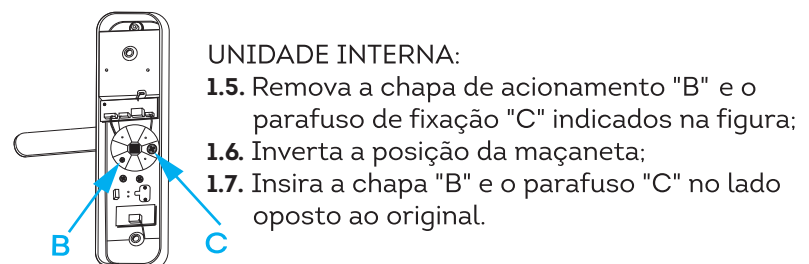 UNIDADE INTERNA:
1.5. Remova a chapa de acionamento "B" e o
parafuso de fixação "C" indicados na figura;
1.6. Inverta a posição da maçaneta;
1.7. Insira a chapa "B" e o parafuso "C" no lado
oposto ao original.
B
C